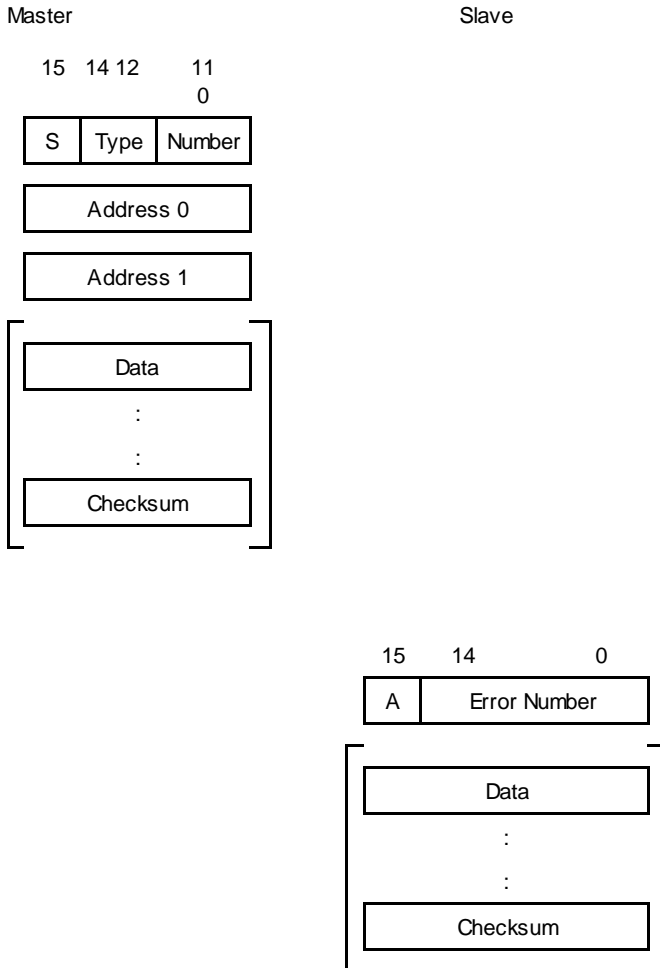 Master Slave
15 14 12 11
0
S Type Number
Address 0
Address 1
Data
:
:
Checksum
15 14 0
A Error Number
Data
:
:
Checksum